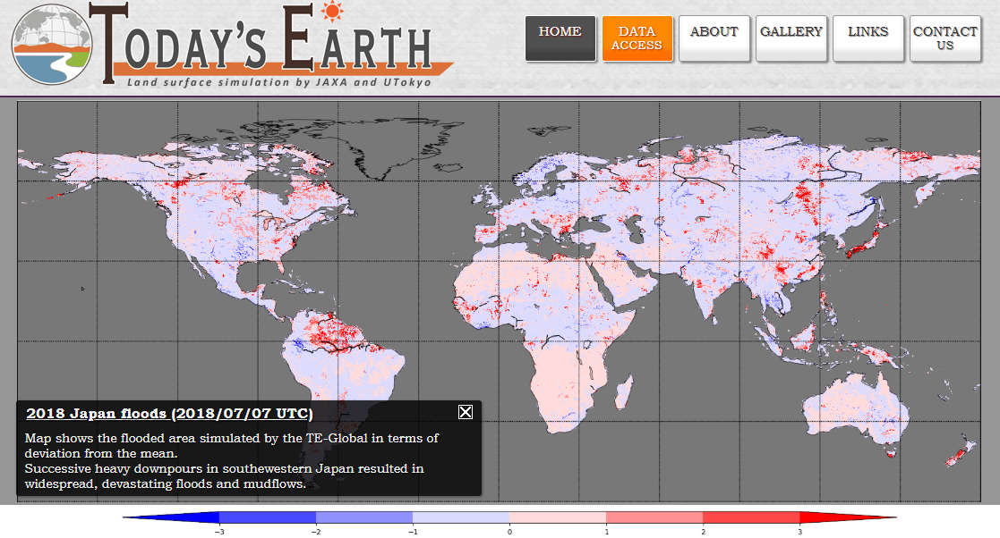 TODAY'S EARTH
Land surface simulation by JAXA and UTokyo
HOME
DATA
ACCESS
ABOUT
GALLERY
LINKS
CONTACT
US
2018 Japan floods (2018/07/07 UTC)
Map shows the flooded area simulated by the TE-Global in terms of
deviation from the mean.
Successive heavy downpours in southewestern Japan resulted in
widespread, devastating floods and mudflows.
−3 −2 −1 0 1 2 3